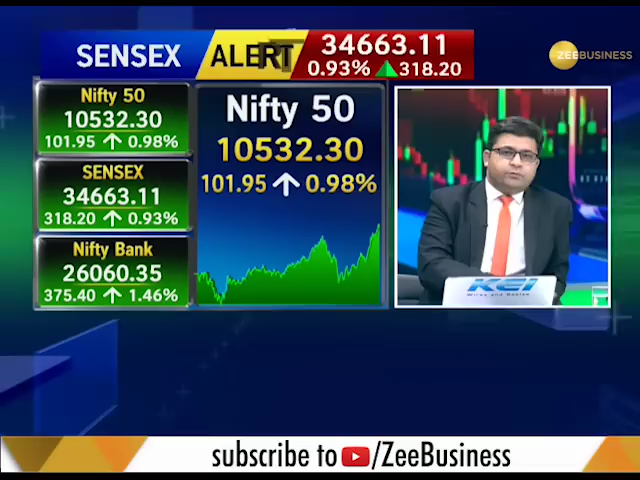 SENSEX
ALERT
34663.11
0.93% 318.20
ZEEBUSINESS
Nifty 50
10532.30
101.95 ↑ 0.98%
SENSEX
34663.11
318.20 ↑ 0.93%
Nifty Bank
26060.35
375.40 ↑ 1.46%
Nifty 50
10532.30
101.95 ↑ 0.98%
KEI
Wires and Cables
subscribe to /ZeeBusiness